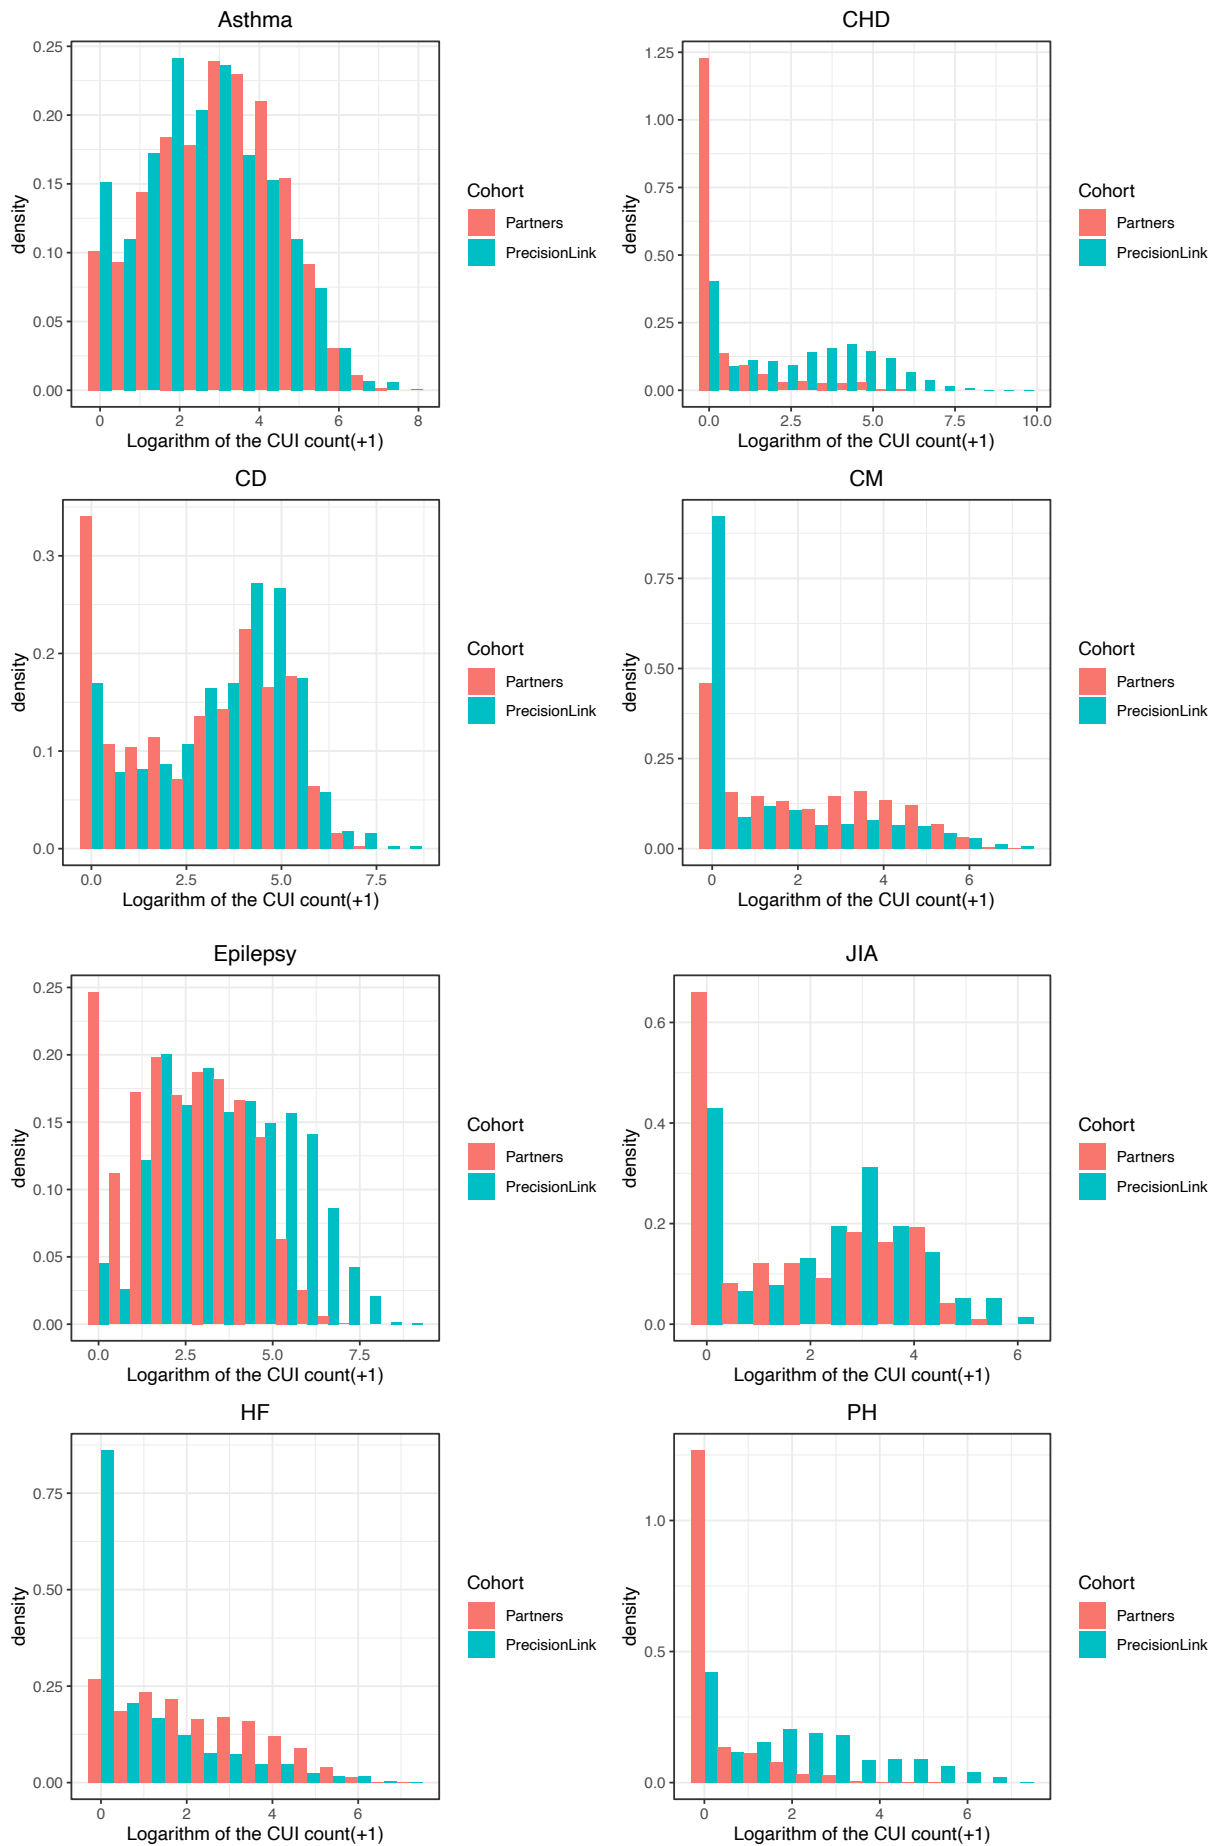 Asthma
density
0.25
0.20
0.15
0.10
0.05
0.00
0
2
4
6
8
Logarithm of the CUI count(+1)
Cohort
Partners
PrecisionLink
CHD
density
1.25
1.00
0.75
0.50
0.25
0.00
0.0
2.5
5.0
7.5
10.0
Logarithm of the CUI count(+1)
Cohort
Partners
PrecisionLink
CD
density
0.3
0.2
0.1
0.0
0.0
2.5
5.0
7.5
Logarithm of the CUI count(+1)
Cohort
Partners
PrecisionLink
CM
density
0.75
0.50
0.25
0.00
0
2
4
6
Logarithm of the CUI count(+1)
Cohort
Partners
PrecisionLink
Epilepsy
density
0.25
0.20
0.15
0.10
0.05
0.00
0.0
2.5
5.0
7.5
Logarithm of the CUI count(+1)
Cohort
Partners
PrecisionLink
JIA
density
0.6
0.4
0.2
0.0
0
2
4
6
Logarithm of the CUI count(+1)
Cohort
Partners
PrecisionLink
HF
density
0.75
0.50
0.25
0.00
0
2
4
6
Logarithm of the CUI count(+1)
Cohort
Partners
PrecisionLink
PH
density
1.0
0.5
0.0
0
2
4
6
Logarithm of the CUI count(+1)
Cohort
Partners
PrecisionLink